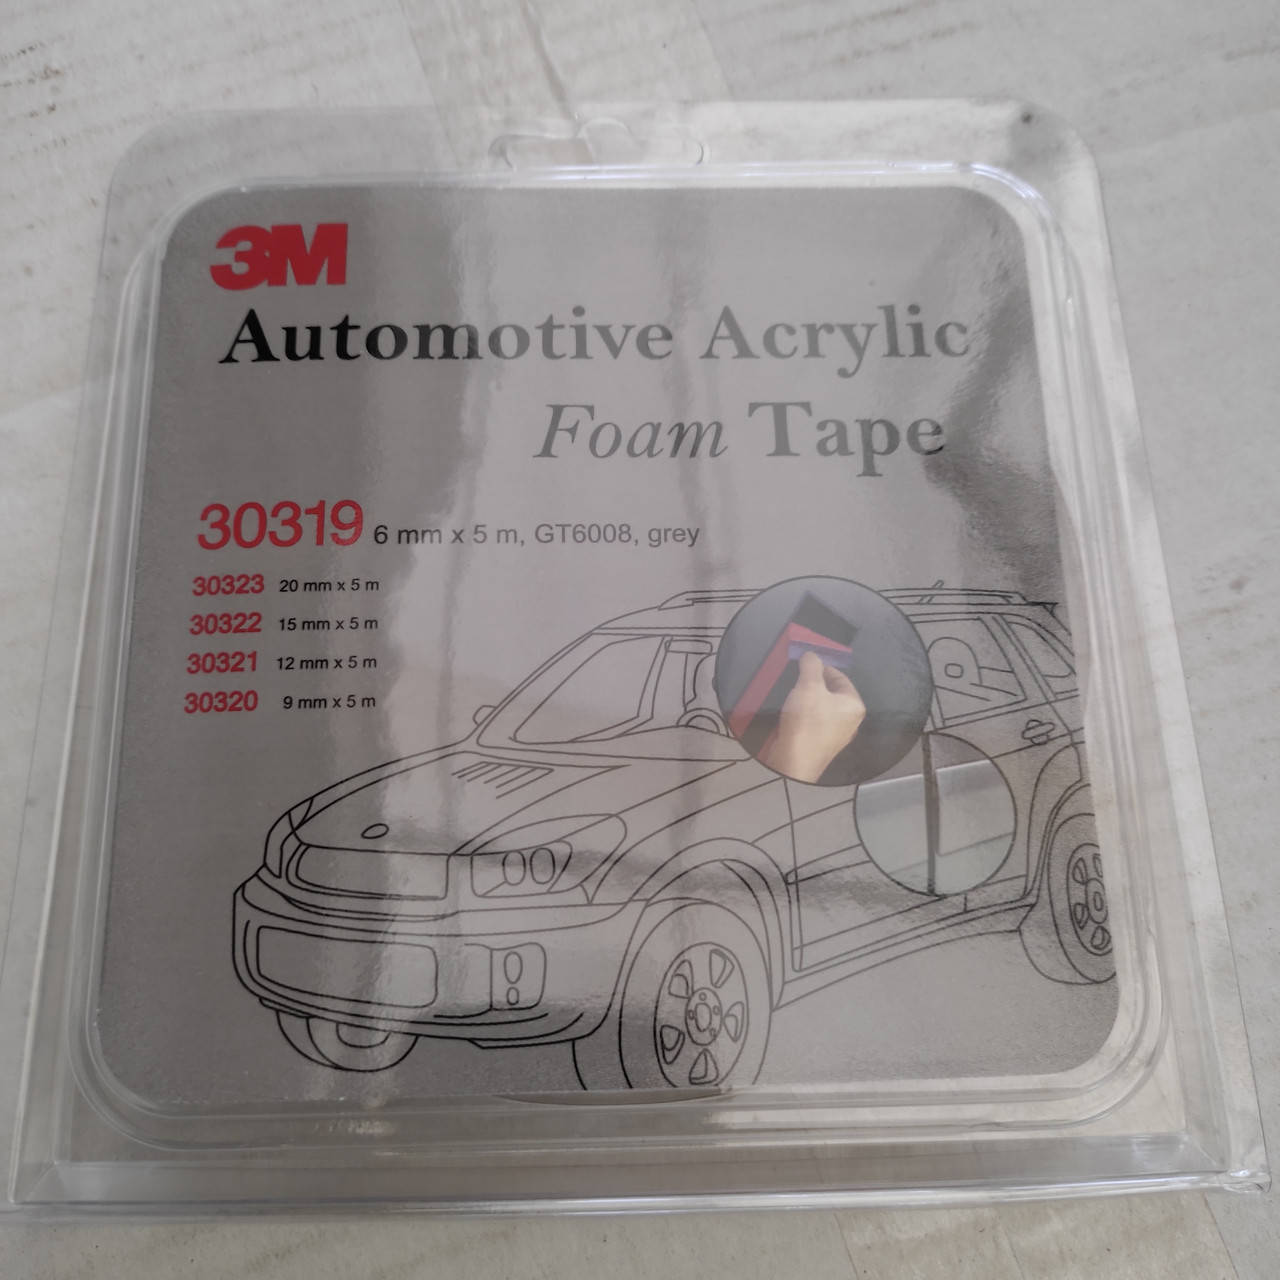 3M
Automotive Acrylic
Foam Tape
30319 6 mm x 5 m, GT6008, grey
30323 20 mm x 5 m
30322 15 mm x 5 m
30321 12 mm x 5 m
30320 9 mm x 5 m